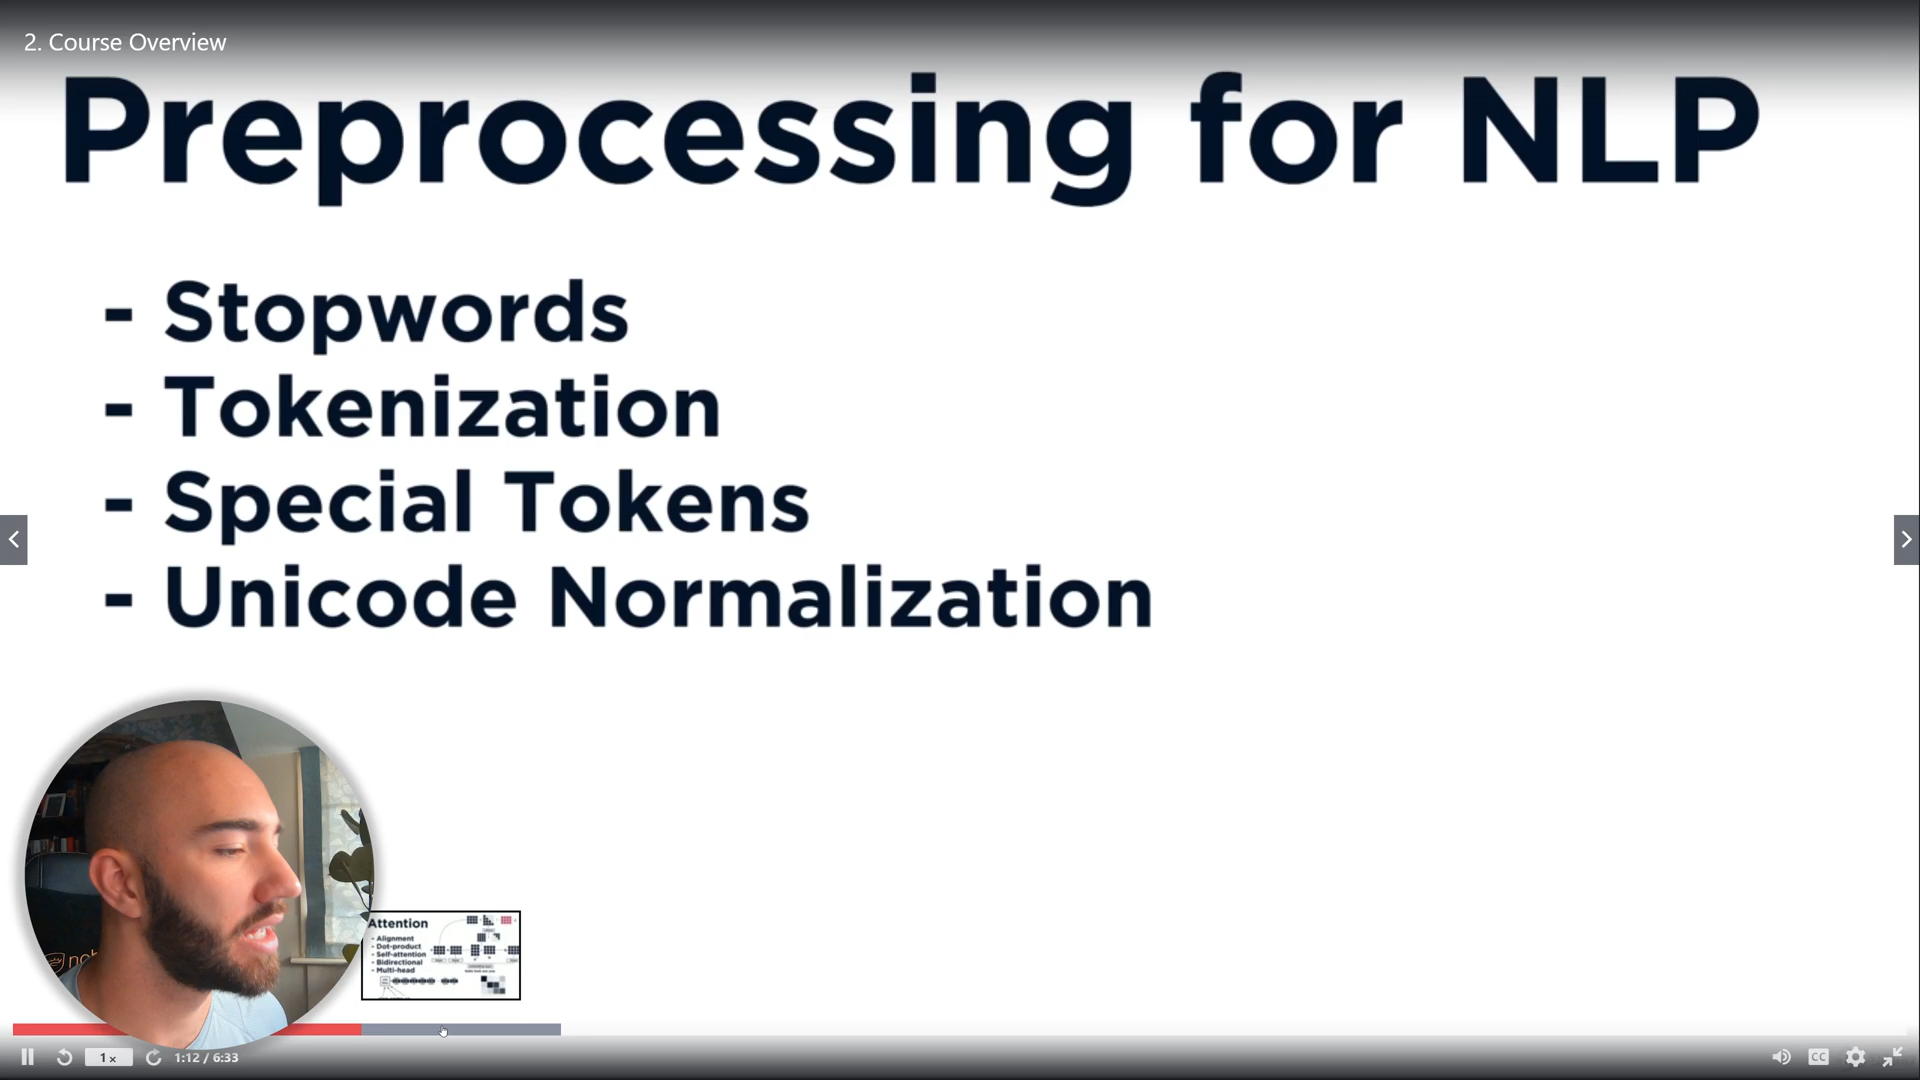 2. Course Overview
Preprocessing for NLP
- Stopwords
- Tokenization
- Special Tokens
- Unicode Normalization
Attention
- Alignment
- Dot-product
- Self-attention
- Bidirectional
- Multi-head
1 x
1:12 / 6:33
CC